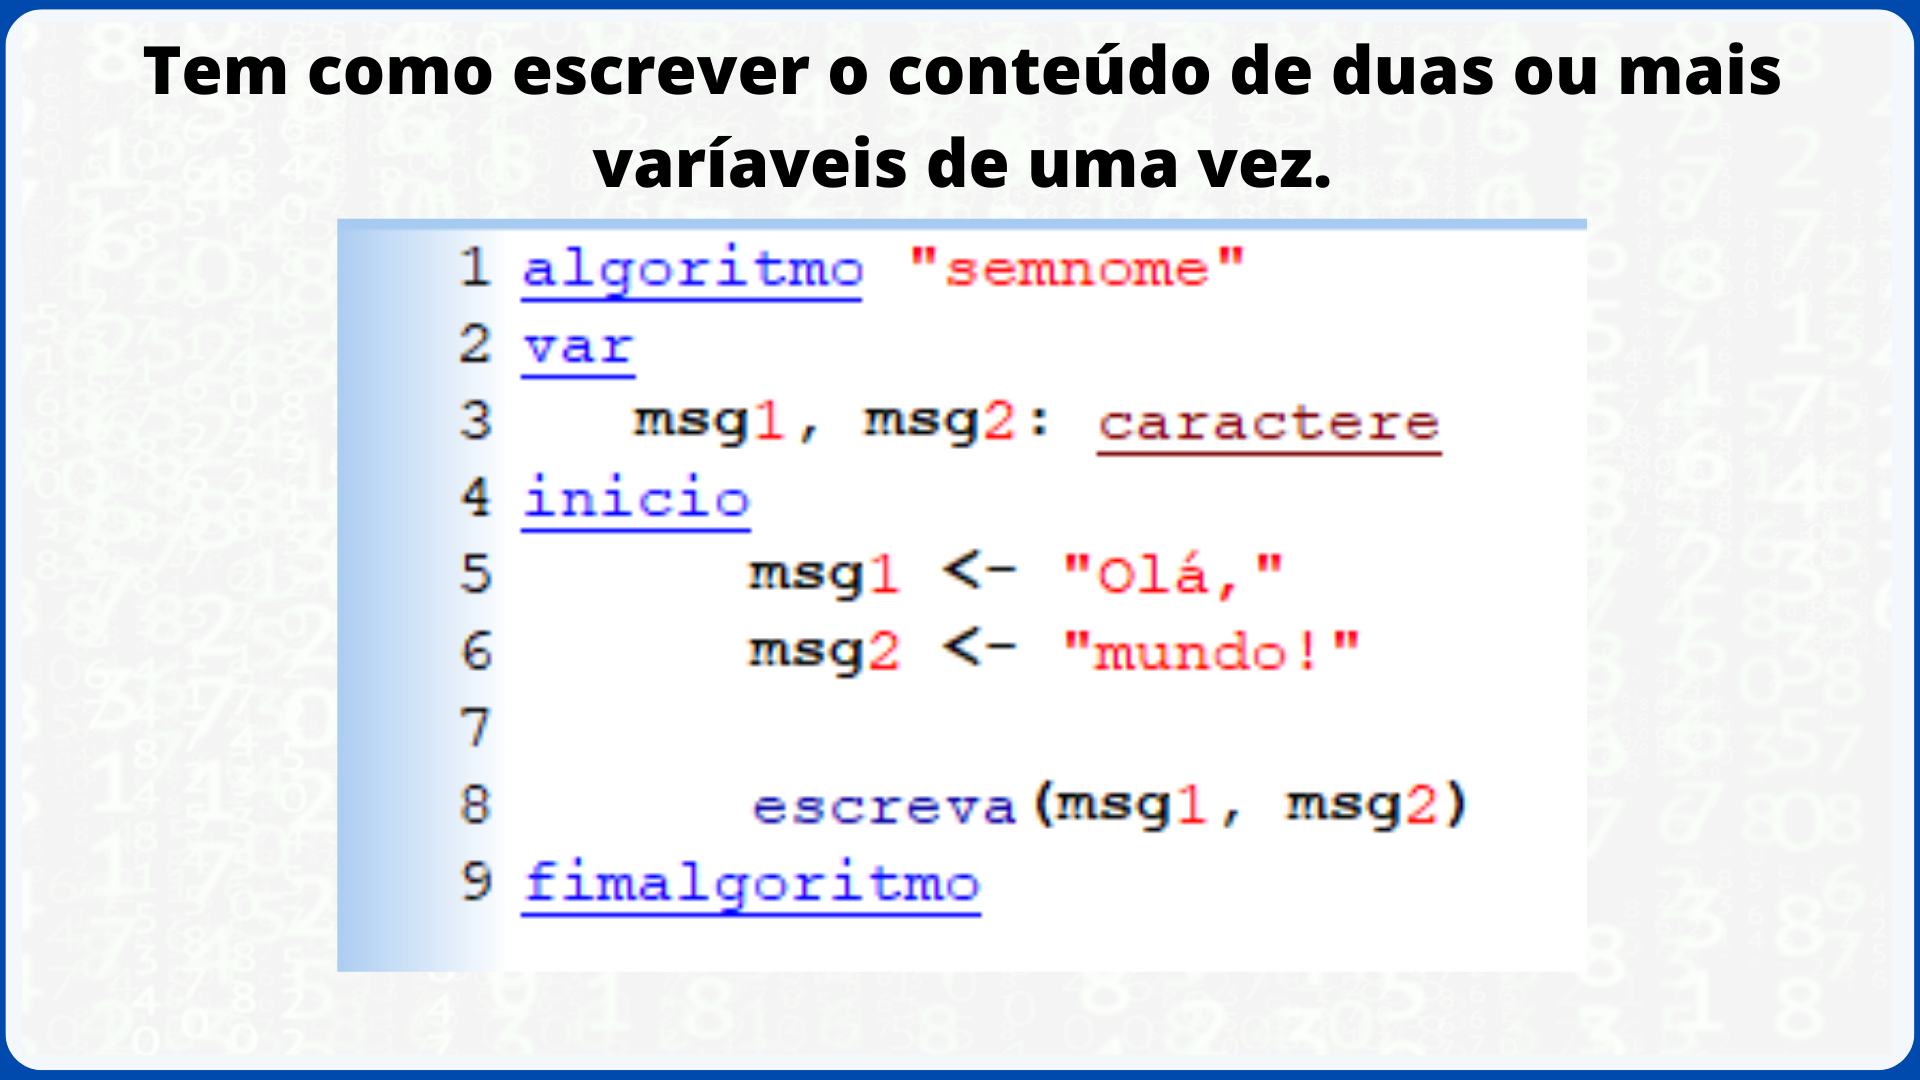 Tem como escrever o conteúdo de duas ou mais
varíaveis de uma vez.
1 algoritmo "semnome"
2 var
3 msg1, msg2: caractere
4 inicio
5 msg1 <- "Olá,"
6 msg2 <- "mundo!"
7
8 escreva(msg1, msg2)
9 fimalgoritmo